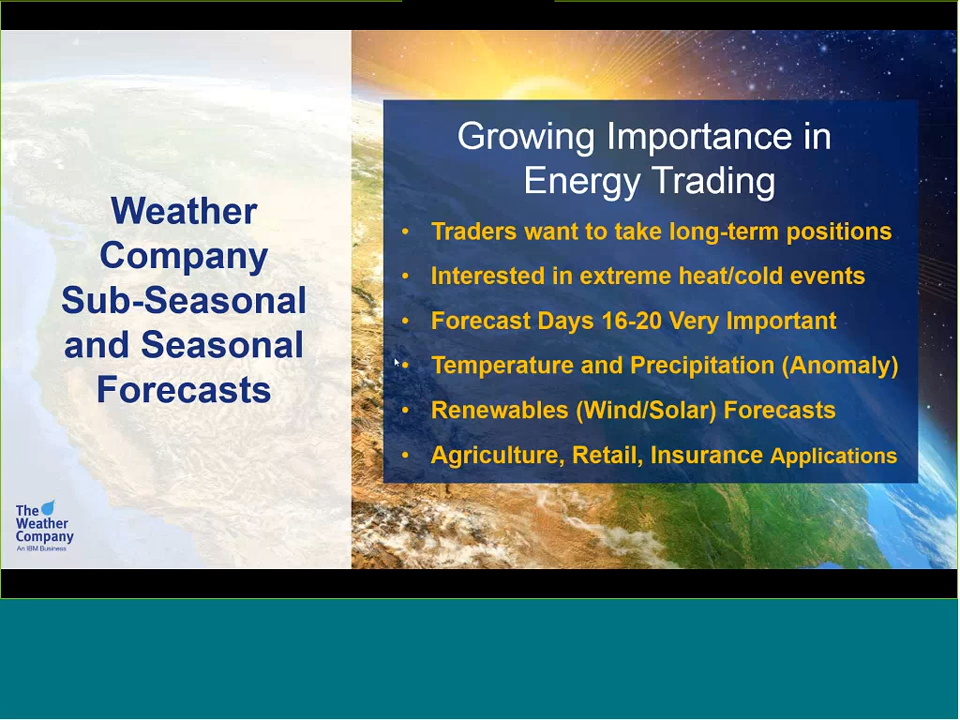 Weather
Company
Sub-Seasonal
and Seasonal
Forecasts
The
Weather
Company
An IBM Business
Growing Importance in
Energy Trading
• Traders want to take long-term positions
• Interested in extreme heat/cold events
• Forecast Days 16-20 Very Important
• Temperature and Precipitation (Anomaly)
• Renewables (Wind/Solar) Forecasts
• Agriculture, Retail, Insurance Applications